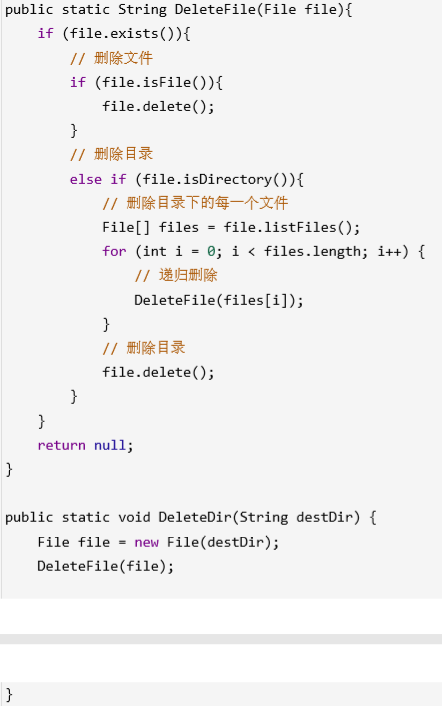 public static String DeleteFile(File file){
    if (file.exists()){
        // 删除文件
        if (file.isFile()){
            file.delete();
        }
        // 删除目录
        else if (file.isDirectory()){
            // 删除目录下的每一个文件
            File[] files = file.listFiles();
            for (int i = 0; i < files.length; i++) {
                // 递归删除
                DeleteFile(files[i]);
            }
            // 删除目录
            file.delete();
        }
    }
    return null;
}

public static void DeleteDir(String destDir) {
    File file = new File(destDir);
    DeleteFile(file);
}